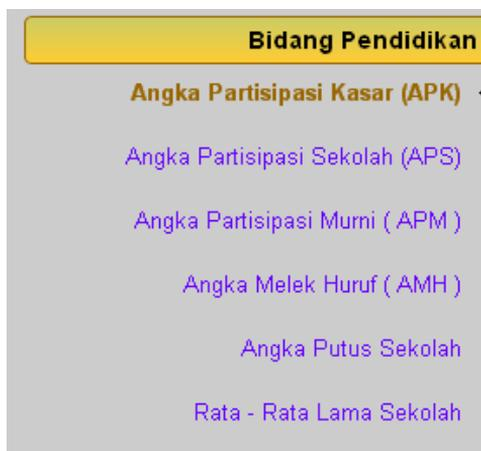 Bidang Pendidikan
Angka Partisipasi Kasar (APK)
Angka Partisipasi Sekolah (APS)
Angka Partisipasi Murni ( APM )
Angka Melek Huruf ( AMH )
Angka Putus Sekolah
Rata - Rata Lama Sekolah